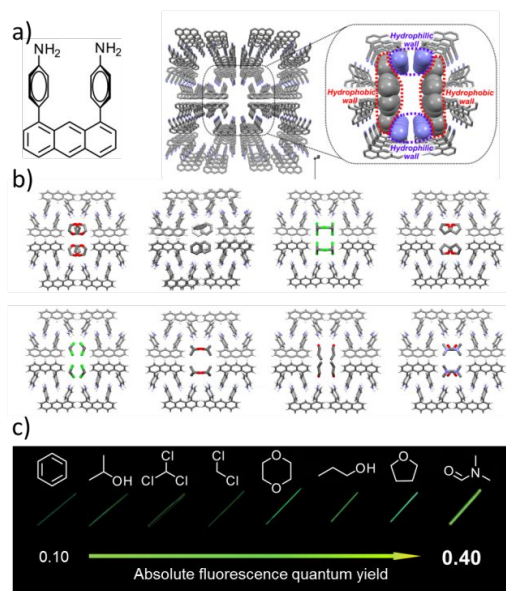 a)
NH2
NH2
Hydrophilic
wall
Hydrophobic
wall
Hydrophobic
wall
Hydrophilic
wall
b)
c)
OH
Cl
Cl
Cl
Cl
Cl
O
O
OH
O
O
N
0.10
0.40
Absolute fluorescence quantum yield